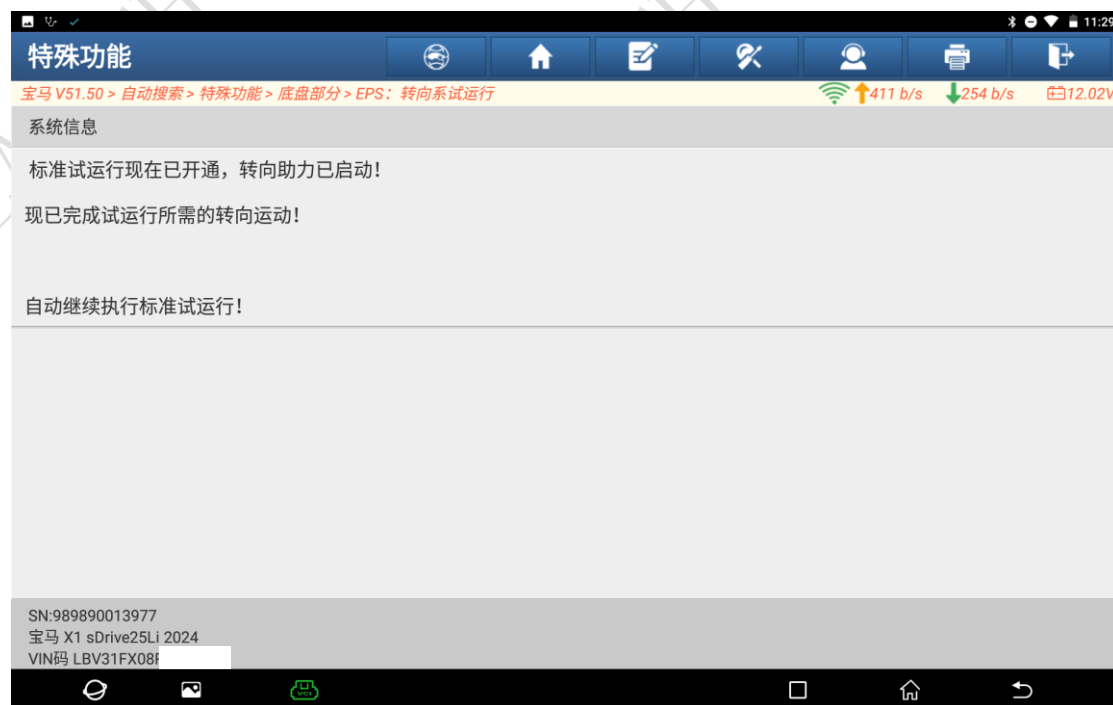 11:29
特殊功能
宝马 V51.50 > 自动搜索 > 特殊功能 > 底盘部分 > EPS：转向系试运行
411 b/s
254 b/s
12.02V
系统信息
标准试运行现在已开通，转向助力已启动！
现已完成试运行所需的转向运动！
自动继续执行标准试运行！
SN:989890013977
宝马 X1 sDrive25Li 2024
VIN码 LBV31FX08
VCI